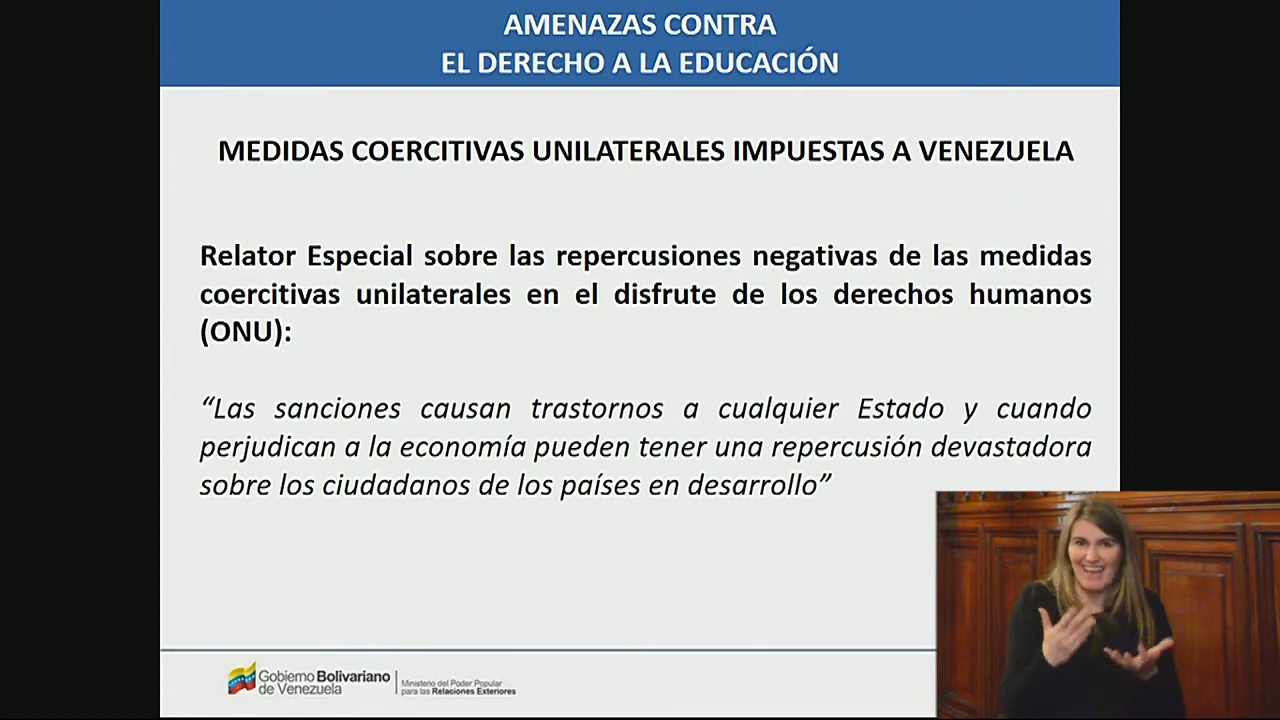 AMENAZAS CONTRA
EL DERECHO A LA EDUCACIÓN
MEDIDAS COERCITIVAS UNILATERALES IMPUESTAS A VENEZUELA
Relator Especial sobre las repercusiones negativas de las medidas
coercitivas unilaterales en el disfrute de los derechos humanos
(ONU):
“Las sanciones causan trastornos a cualquier Estado y cuando
perjudican a la economía pueden tener una repercusión devastadora
sobre los ciudadanos de los países en desarrollo”
Gobierno Bolivariano
de Venezuela
Ministerio del Poder Popular
para las Relaciones Exteriores